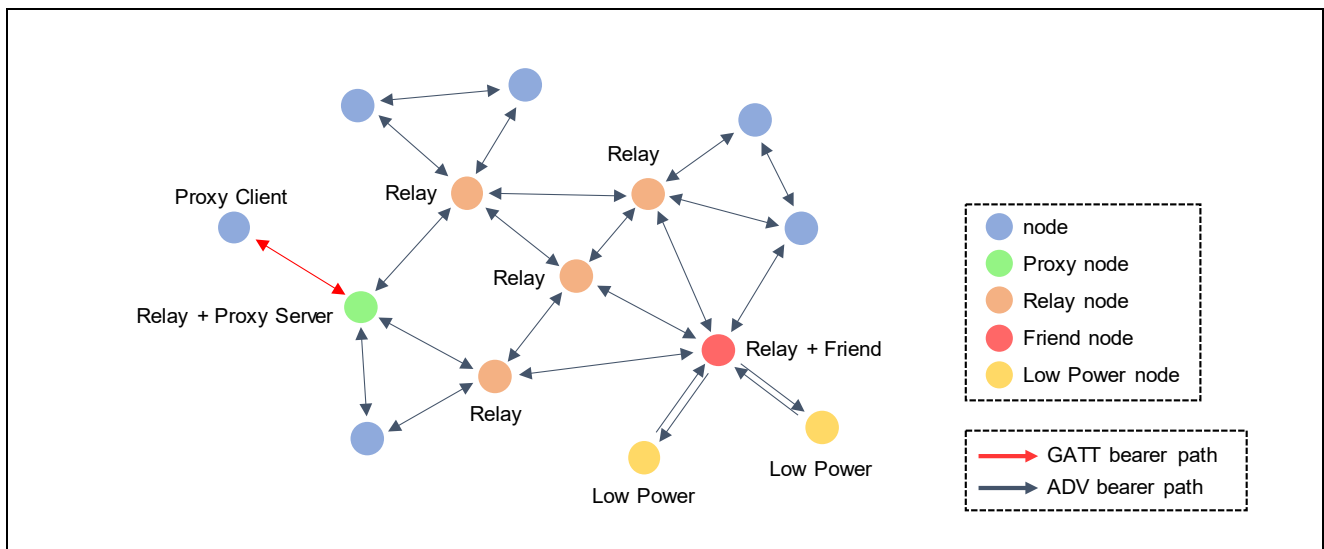 Relay
Relay
Proxy Client
Relay
Relay + Proxy Server
Relay + Friend
Relay
Low Power
Low Power
node
Proxy node
Relay node
Friend node
Low Power node
GATT bearer path
ADV bearer path